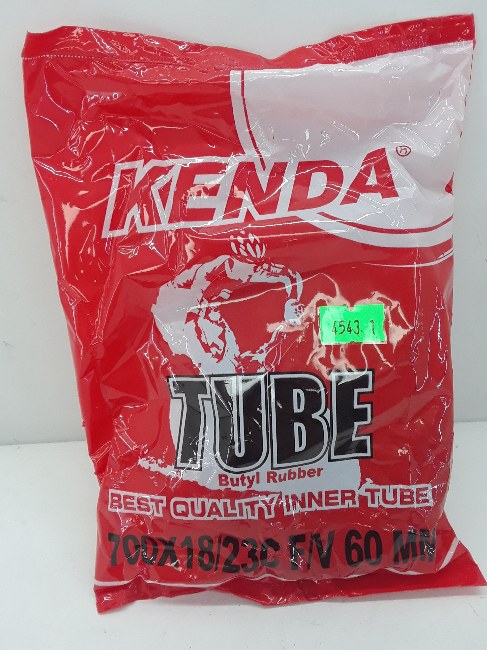 KENDA®
4543 1
TUBE
Butyl Rubber
BEST QUALITY INNER TUBE
700X18/23C F/V 60 MM